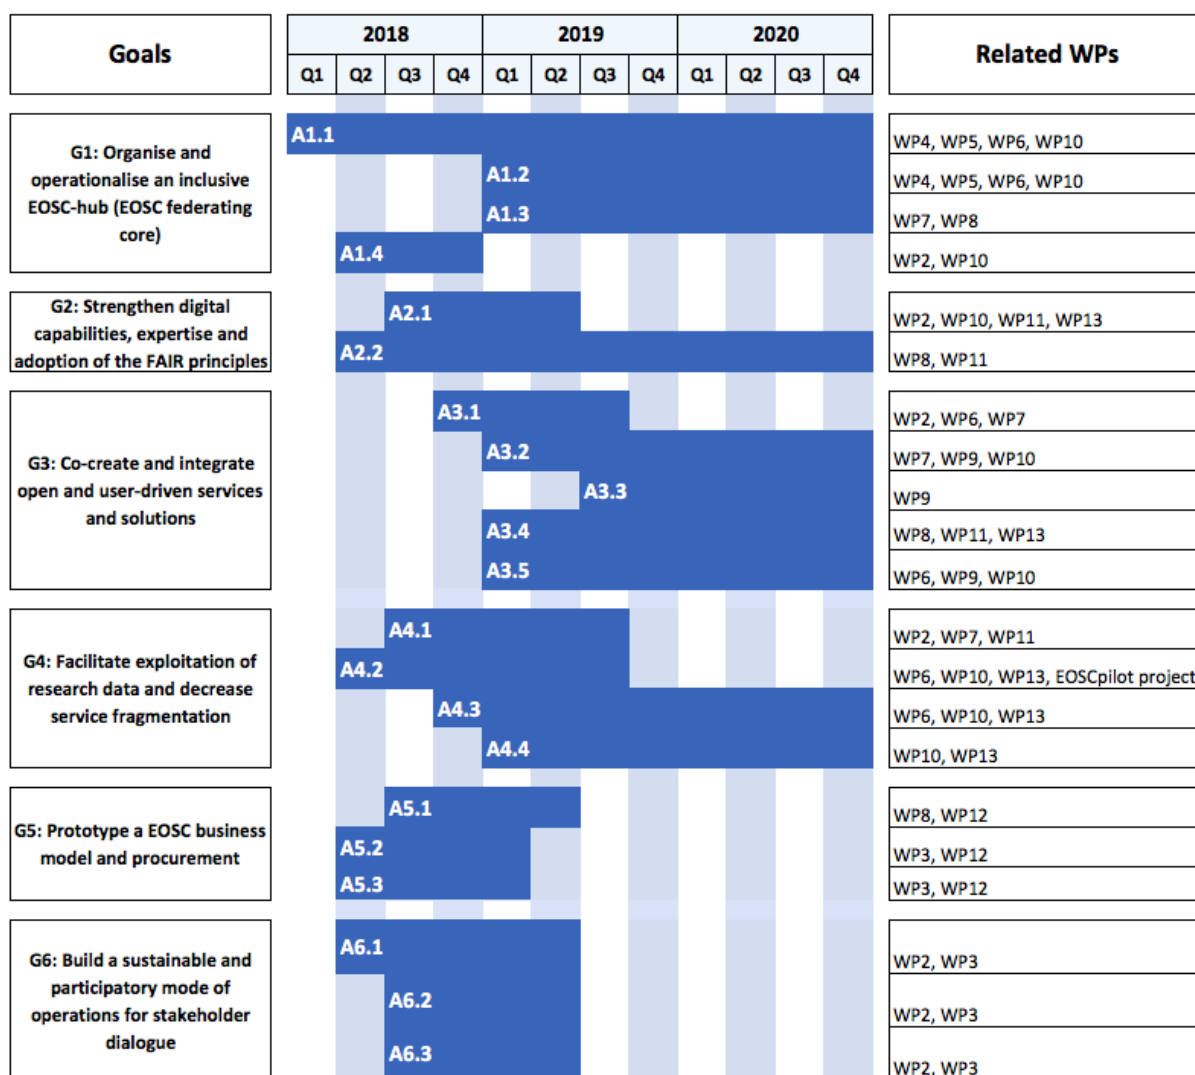 Goals
2018
2019
2020
Related WPs
Q1 Q2 Q3 Q4 Q1 Q2 Q3 Q4 Q1 Q2 Q3 Q4
G1: Organise and
operationalise an inclusive
EOSC-hub (EOSC federating
core)
A1.1
WP4, WP5, WP6, WP10
A1.2
WP4, WP5, WP6, WP10
A1.3
WP7, WP8
A1.4
WP2, WP10
G2: Strengthen digital
capabilities, expertise and
adoption of the FAIR principles
A2.1
WP2, WP10, WP11, WP13
A2.2
WP8, WP11
G3: Co-create and integrate
open and user-driven services
and solutions
A3.1
WP2, WP6, WP7
A3.2
WP7, WP9, WP10
A3.3
WP9
A3.4
WP8, WP11, WP13
A3.5
WP6, WP9, WP10
G4: Facilitate exploitation of
research data and decrease
service fragmentation
A4.1
WP2, WP7, WP11
A4.2
WP6, WP10, WP13, EOSCpilot project
A4.3
WP6, WP10, WP13
A4.4
WP10, WP13
G5: Prototype a EOSC business
model and procurement
A5.1
WP8, WP12
A5.2
WP3, WP12
A5.3
WP3, WP12
G6: Build a sustainable and
participatory mode of
operations for stakeholder
dialogue
A6.1
WP2, WP3
A6.2
WP2, WP3
A6.3
WP2, WP3